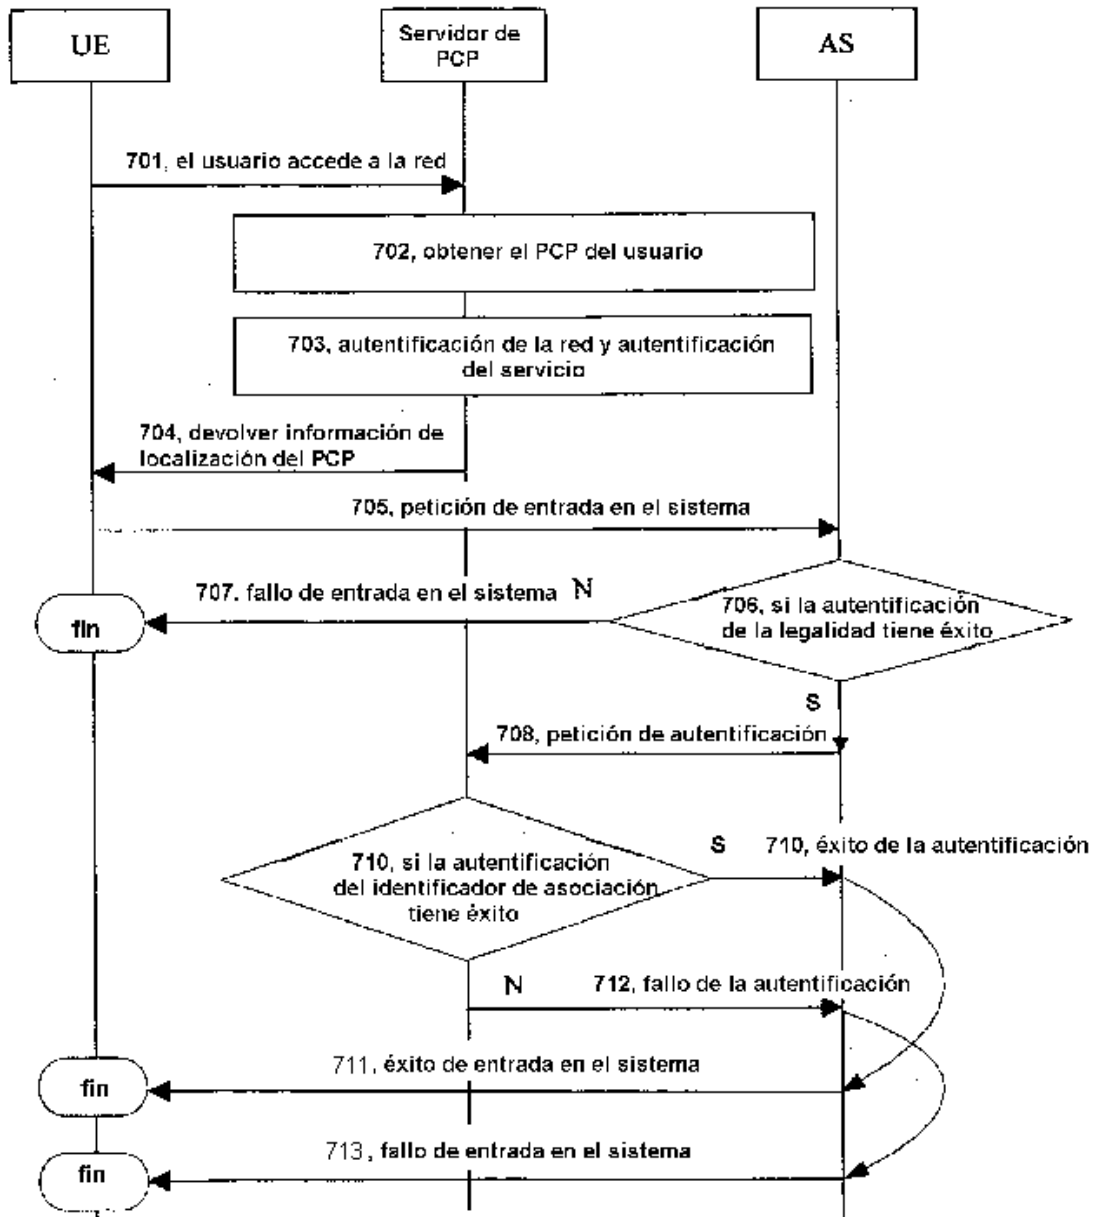 UE
Servidor de
PCP
AS
701, el usuario accede a la red
702, obtener el PCP del usuario
703, autentificación de la red y autentificación
del servicio
704, devolver información de
localización del PCP
705, petición de entrada en el sistema
707. fallo de entrada en el sistema N
706, si la autentificación
de la legalidad tiene éxito
fin
S
708, petición de autentificación
S 710, éxito de la autentificación
710, si la autentificación
del identificador de asociación
tiene éxito
N 712, fallo de la autentificación
711, éxito de entrada en el sistema
fin
713, fallo de entrada en el sistema
fin